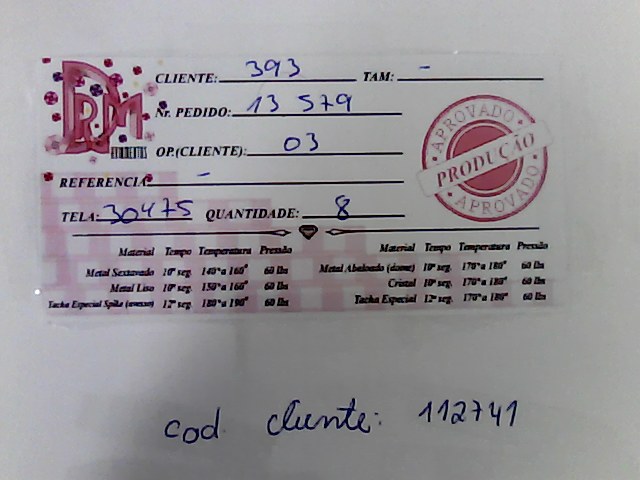 DRM
CLIENTE: 393 TAM: -
Nr. PEDIDO: 13 579
OP.(CLIENTE): 03
REFERENCIA: -
TELA: 30475 QUANTIDADE: 8
APROVADO
PRODUÇÃO
APROVADO
Material Tempo Temperatura Pressão
Metal Sextavado 10" seg. 140° a 160° 60 lbs
Metal Liso 10" seg. 150° a 160° 60 lbs
Tacha Especial Spike (avesso) 12" seg. 180° a 190° 60 lbs
Material Tempo Temperatura Pressão
Metal Abaloado (dome) 10" seg. 170° a 180° 60 lbs
Cristal 10" seg. 170° a 180° 60 lbs
Tacha Especial 12" seg. 170° a 180° 60 lbs
cod. cliente: 112741